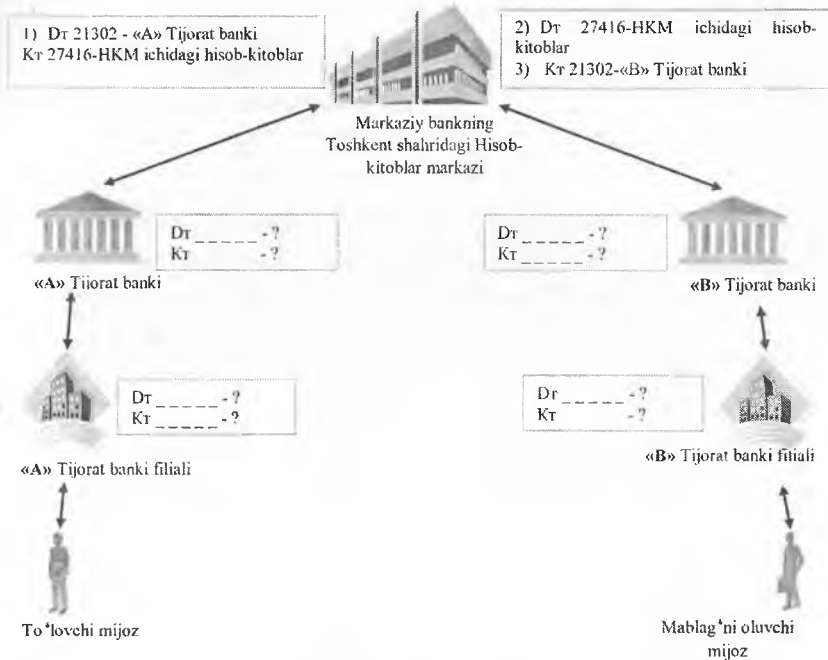 1) Dт 21302 - «A» Tijorat banki
Kт 27416-HKM ichidagi hisob-kitoblar
2) Dт 27416-HKM ichidagi hisob-
kitoblar
3) Kт 21302-«B» Tijorat banki
Markaziy bankning
Toshkent shahridagi Hisob-
kitoblar markazi
Dт _ _ _ _ _ - ?
Kт _ _ _ _ _ - ?
«A» Tijorat banki
Dт _ _ _ _ _ - ?
Kт _ _ _ _ _ - ?
«B» Tijorat banki
Dт _ _ _ _ _ - ?
Kт _ _ _ _ _ - ?
«A» Tijorat banki filiali
Dт _ _ _ _ _ - ?
Kт - ?
«B» Tijorat banki filiali
To‘lovchi mijoz
Mablag‘ni oluvchi
mijoz